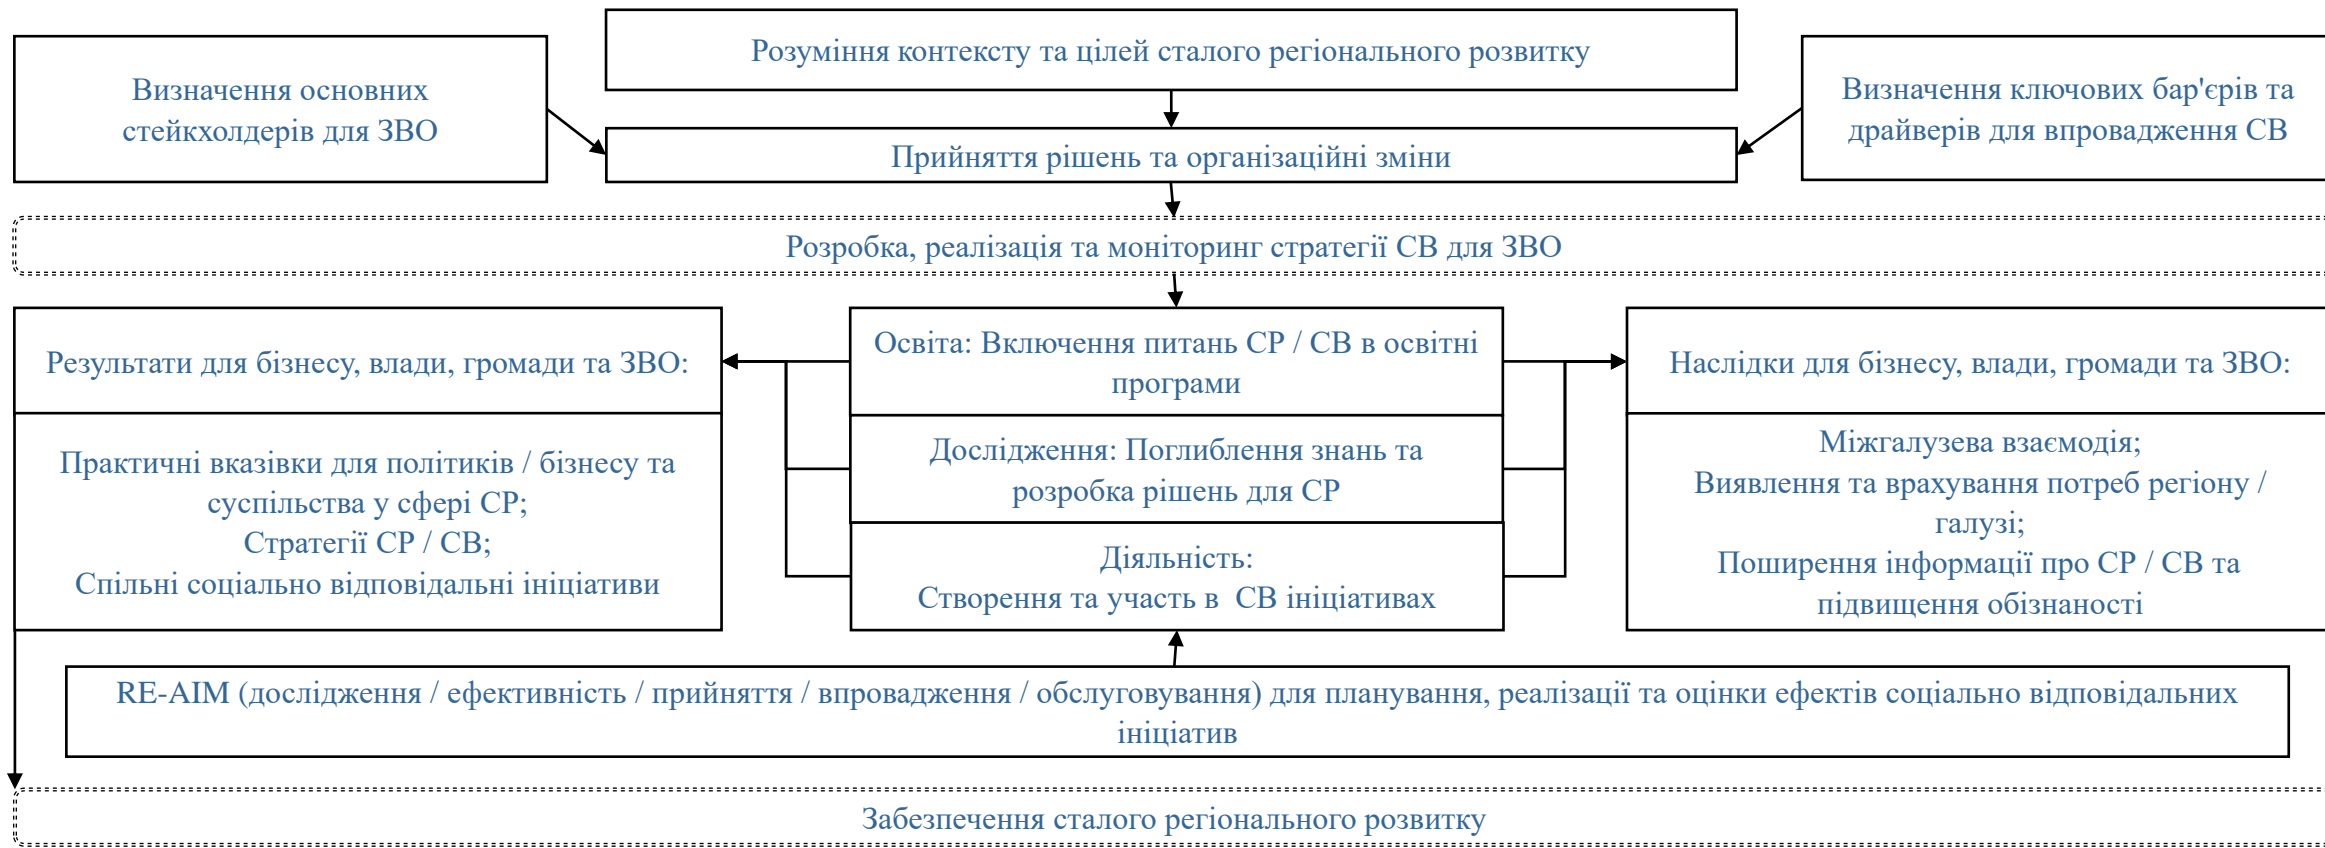 Розуміння контексту та цілей сталого регіонального розвитку
Визначення основних
стейкхолдерів для ЗВО
Визначення ключових бар'єрів та
драйверів для впровадження СВ
Прийняття рішень та організаційні зміни
Розробка, реалізація та моніторинг стратегії СВ для ЗВО
Результати для бізнесу, влади, громади та ЗВО:
Практичні вказівки для політиків / бізнесу та
суспільства у сфері СР;
Стратегії СР / СВ;
Спільні соціально відповідальні ініціативи
Освіта: Включення питань СР / СВ в освітні
програми
Дослідження: Поглиблення знань та
розробка рішень для СР
Діяльність:
Створення та участь в  СВ ініціативах
Наслідки для бізнесу, влади, громади та ЗВО:
Міжгалузева взаємодія;
Виявлення та врахування потреб регіону /
галузі;
Поширення інформації про СР / СВ та
підвищення обізнаності
RE-AIM (дослідження / ефективність / прийняття / впровадження / обслуговування) для планування, реалізації та оцінки ефектів соціально відповідальних
ініціатив
Забезпечення сталого регіонального розвитку